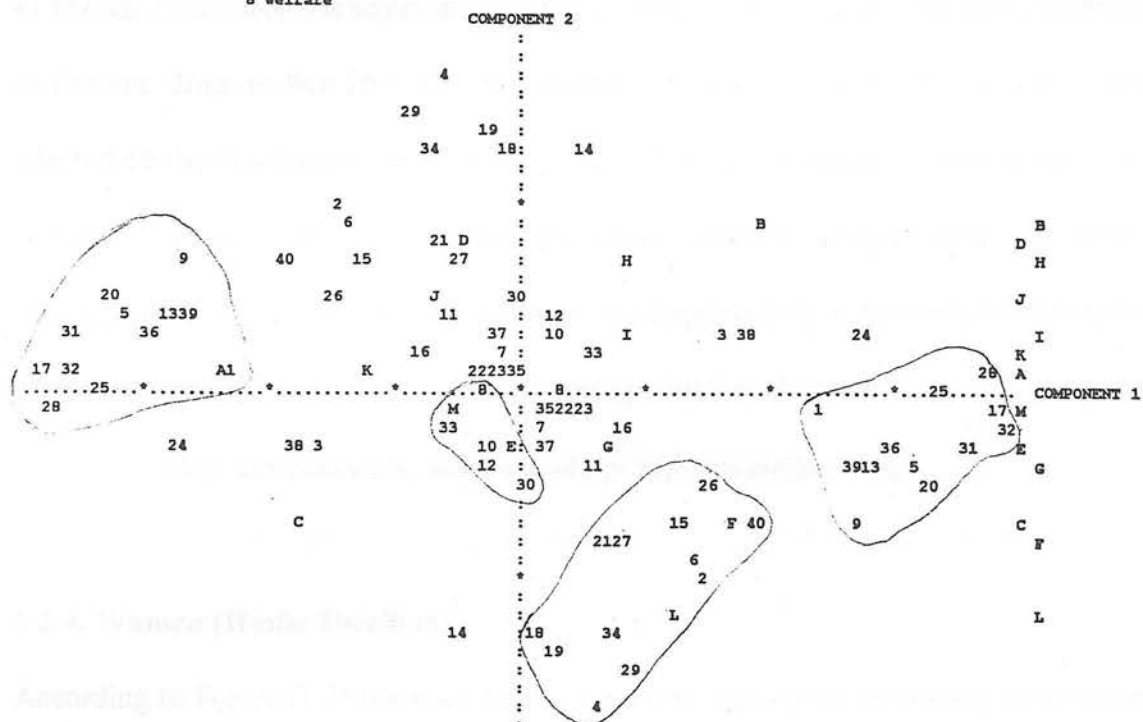 COMPONENT 2
4
29
19
34 18 14
2
6 B B
21 D D
9 40 15 27 H H
20 26 J 30 J
5 1339 11 12
31 36 37 10 I 3 38 24 I
16 7 33 K
17 32 A1 K 222335 28 A
25 8 8 25 COMPONENT 1
28 M 352223 1 17 M
33 7 16 32
24 38 3 10 E 37 G 36 31 E
12 11 3913 5 G
30 26 20
C 15 F 40 9 C
2127 F
6
2
L L
14 18 34
19
29
4